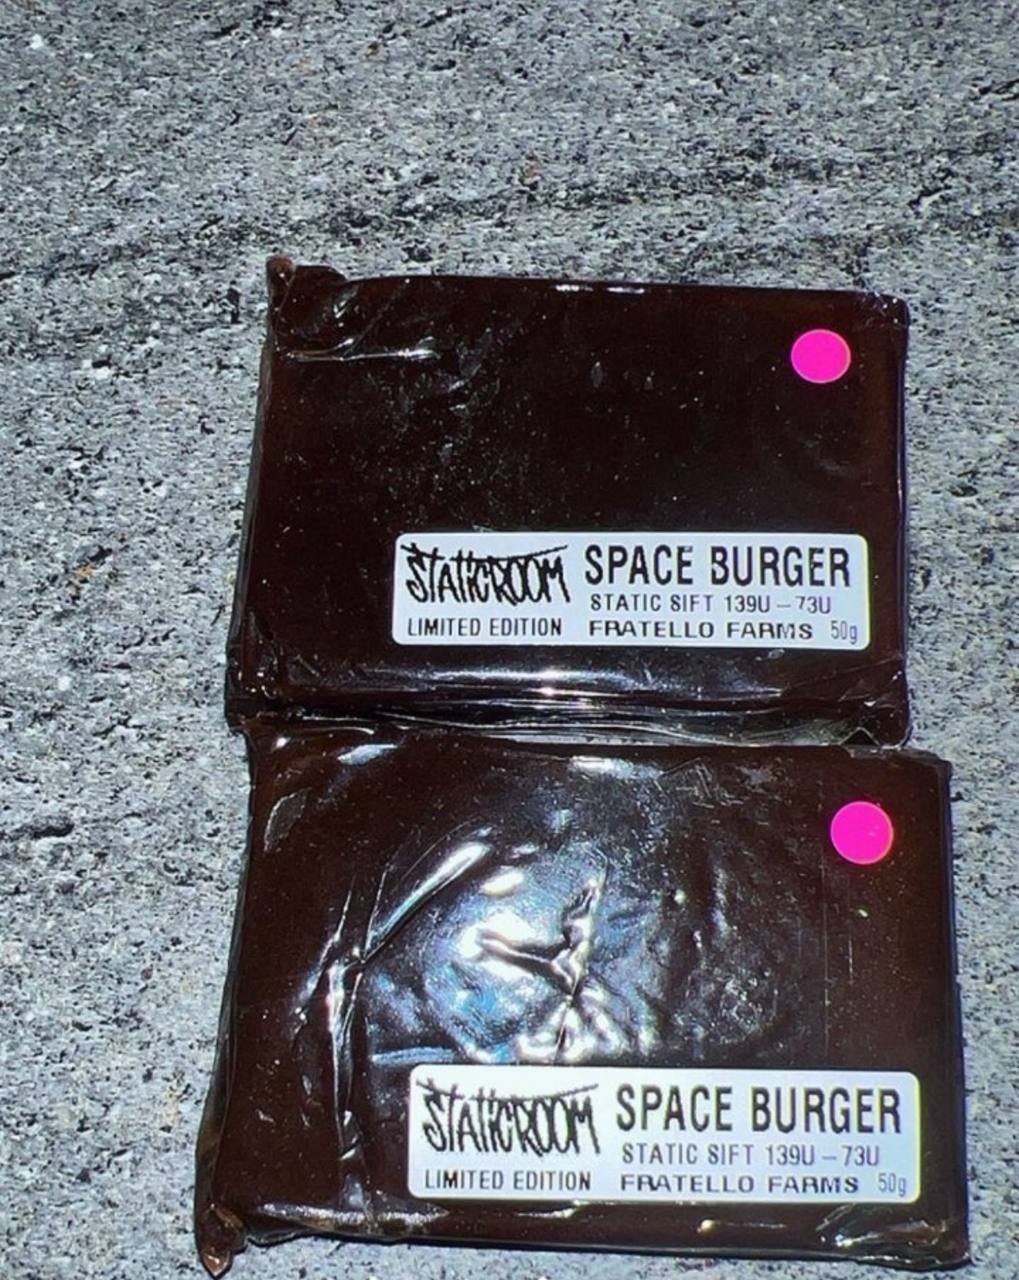 STATICROOM SPACE BURGER
STATIC SIFT 139U – 73U
LIMITED EDITION FRATELLO FARMS 50g
STATICROOM SPACE BURGER
STATIC SIFT 139U – 73U
LIMITED EDITION FRATELLO FARMS 50g